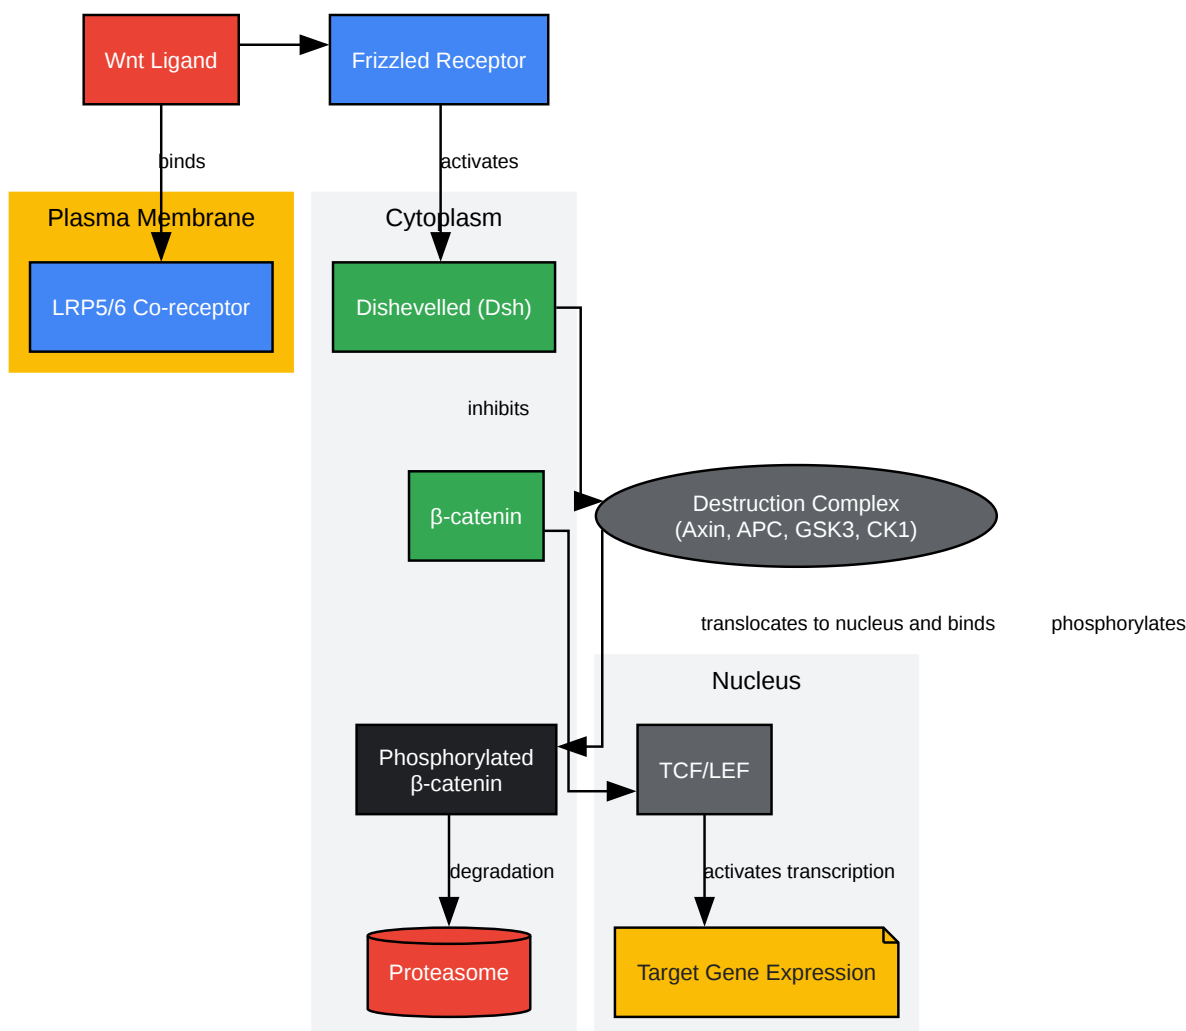 Wnt Ligand
Frizzled Receptor
binds
activates
Plasma Membrane
Cytoplasm
LRP5/6 Co-receptor
Dishevelled (Dsh)
inhibits
β-catenin
Destruction Complex
(Axin, APC, GSK3, CK1)
translocates to nucleus and binds
phosphorylates
Nucleus
Phosphorylated
β-catenin
TCF/LEF
degradation
activates transcription
Proteasome
Target Gene Expression